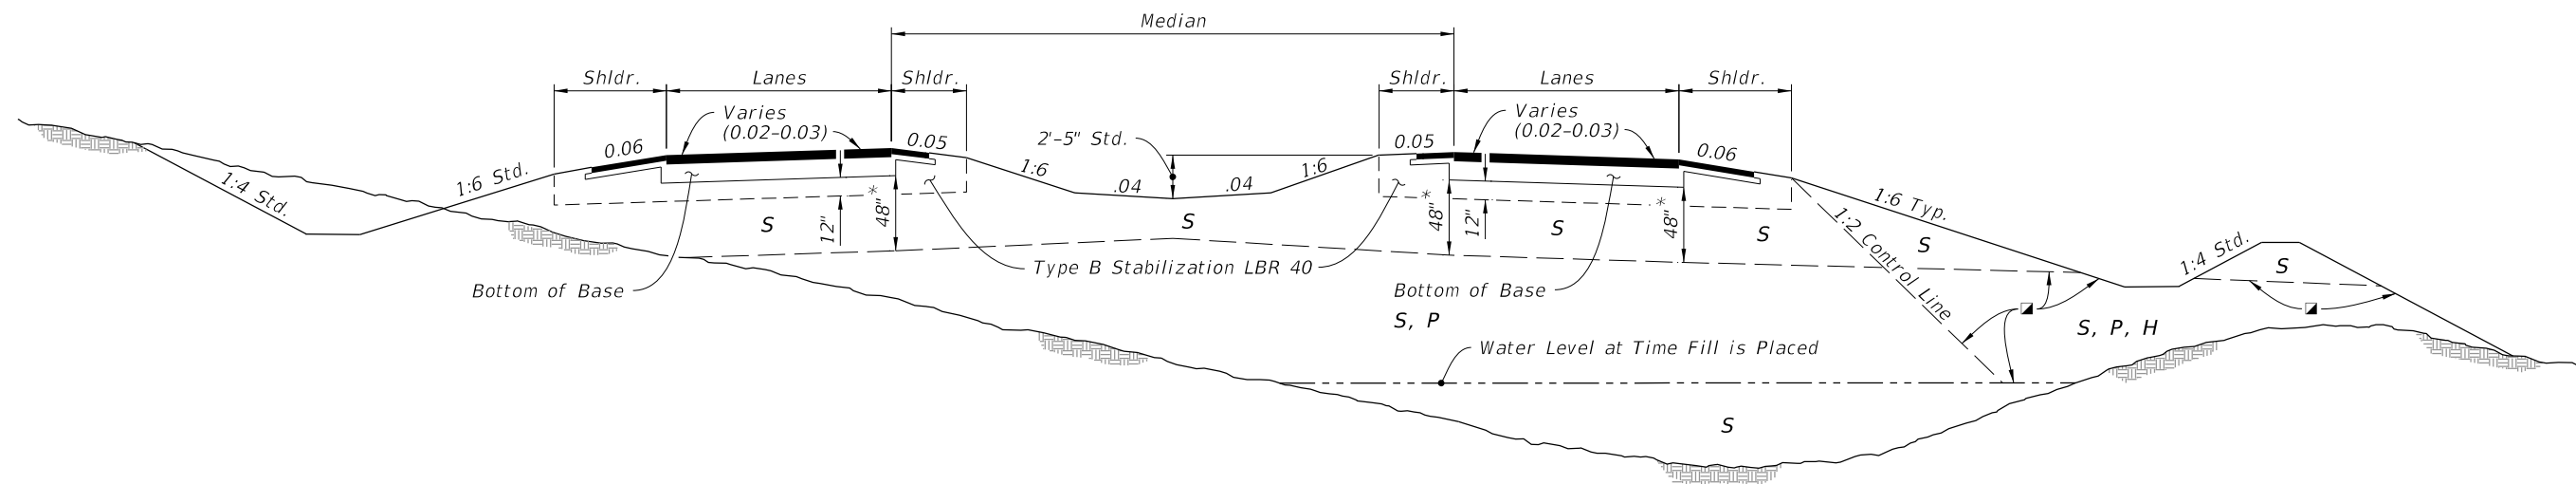 Median
Shldr.
Lanes
Shldr.
Shldr.
Lanes
Shldr.
Varies
(0.02-0.03)
Varies
(0.02-0.03)
0.06
0.05
2'-5" Std.
0.05
0.06
1:4 Std.
1:6 Std.
1:6
.04
.04
1:6
1:6 Typ.
1:2 Control Line
1:4 Std.
*
*
*
S
12"
48"
S
48"
12"
S
48"
S
S
S
Type B Stabilization LBR 40
Bottom of Base
Bottom of Base
S, P
S, P, H
Water Level at Time Fill is Placed
S